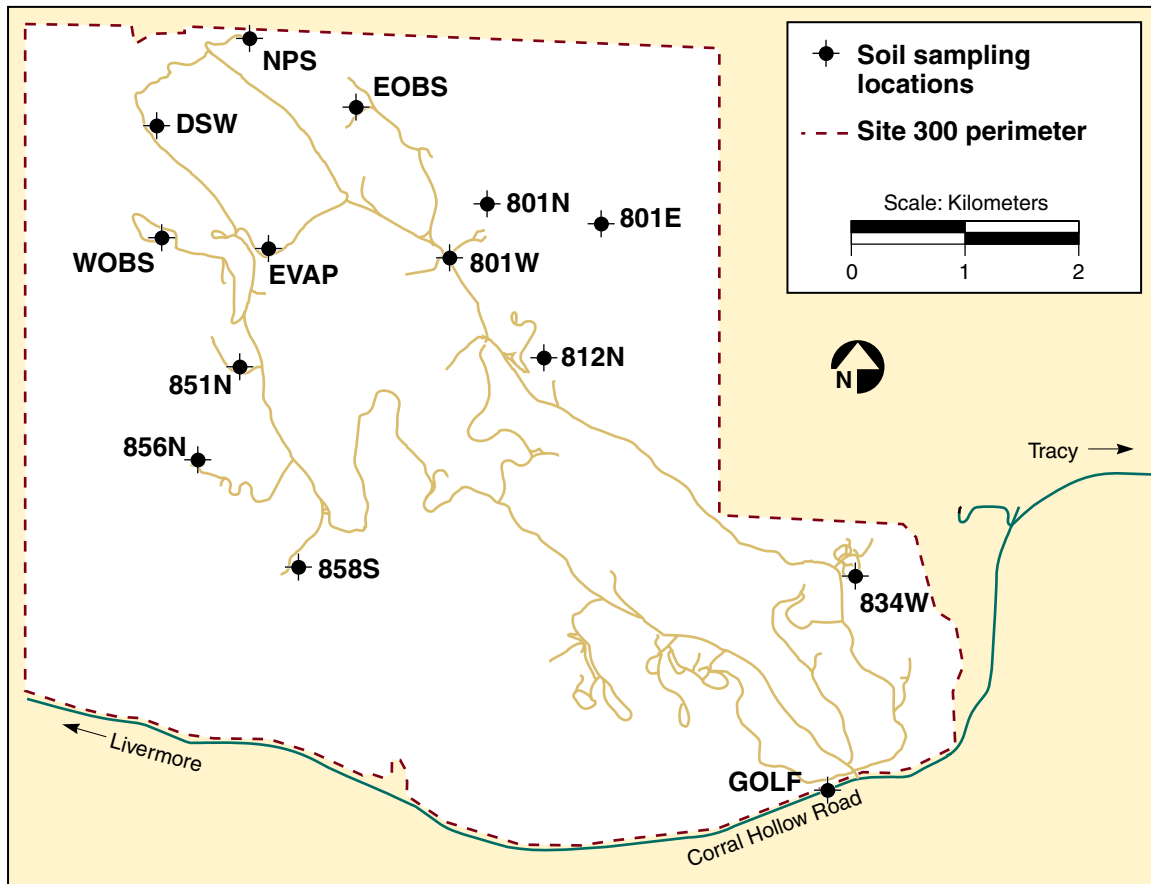 NPS
EOBS
DSW
801N
801E
WOBS
EVAP
801W
812N
851N
856N
858S
834W
GOLF
Soil sampling
locations
Site 300 perimeter
Scale: Kilometers
0 1 2
N
Tracy
Livermore
Corral Hollow Road